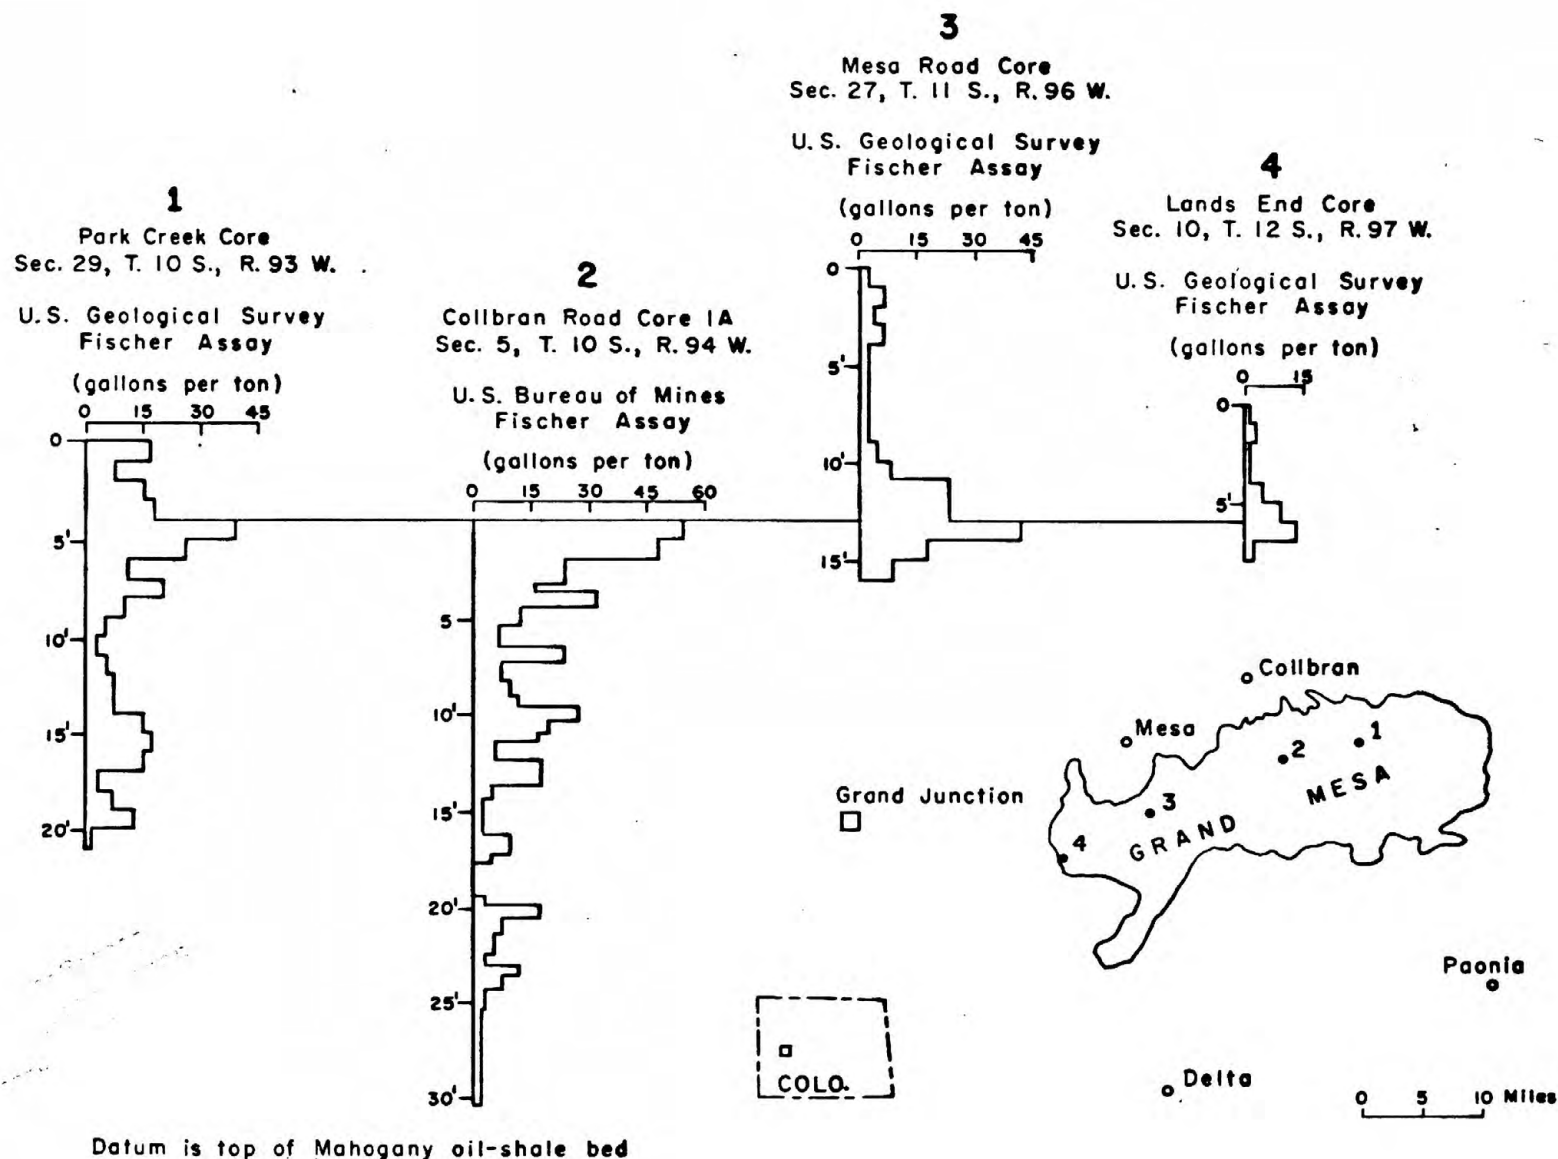 1
Park Creek Core
Sec. 29, T. 10 S., R. 93 W.
U.S. Geological Survey
Fischer Assay
(gallons per ton)
0 15 30 45
0
5'
10'
15'
20'
2
Collbran Road Core 1A
Sec. 5, T. 10 S., R. 94 W.
U.S. Bureau of Mines
Fischer Assay
(gallons per ton)
0 15 30 45 60
5
10'
15'
20'
25'
30'
3
Mesa Road Core
Sec. 27, T. 11 S., R. 96 W.
U.S. Geological Survey
Fischer Assay
(gallons per ton)
0 15 30 45
0
5'
10'
15'
4
Lands End Core
Sec. 10, T. 12 S., R. 97 W.
U.S. Geological Survey
Fischer Assay
(gallons per ton)
0 15
0
5'
Collbran
Mesa
1
2
Grand Junction
3
4
GRAND MESA
Paonia
COLO.
Delta
0 5 10 Miles
Datum is top of Mahogany oil-shale bed